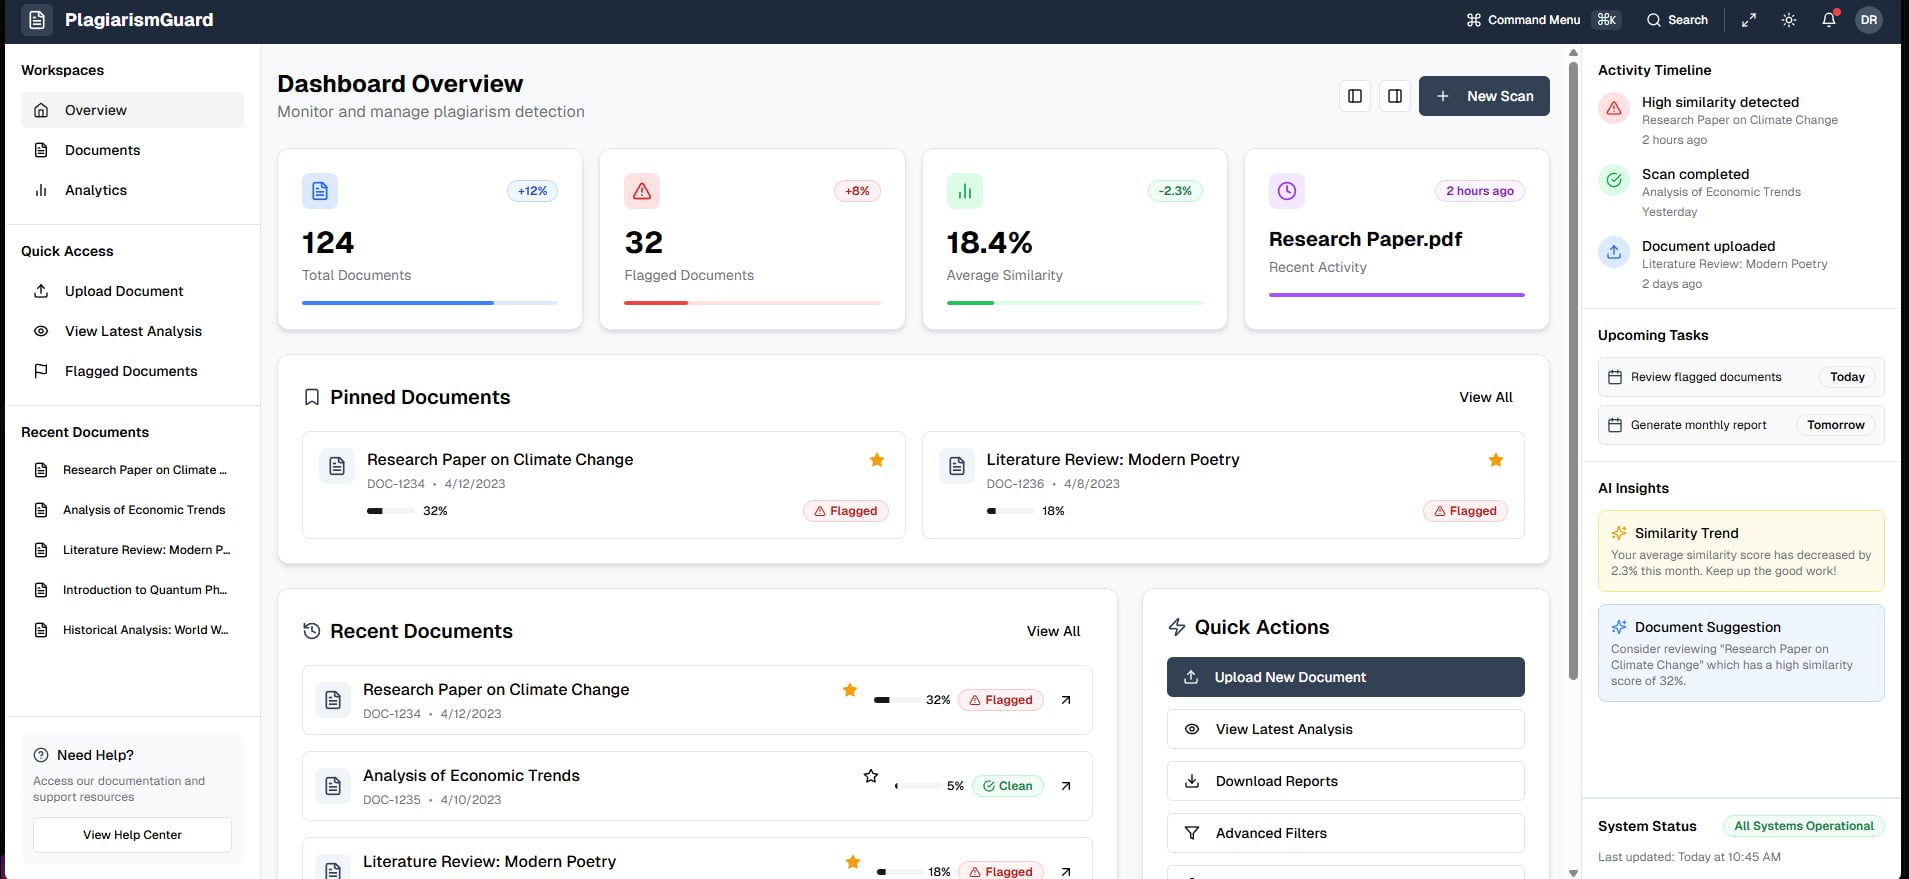 PlagiarismGuard
Command Menu ⌘K
Search
DR
Workspaces
Overview
Documents
Analytics
Quick Access
Upload Document
View Latest Analysis
Flagged Documents
Recent Documents
Research Paper on Climate ...
Analysis of Economic Trends
Literature Review: Modern P...
Introduction to Quantum Ph...
Historical Analysis: World W...
Need Help?
Access our documentation and
support resources
View Help Center
Dashboard Overview
Monitor and manage plagiarism detection
New Scan
+12%
124
Total Documents
+8%
32
Flagged Documents
-2.3%
18.4%
Average Similarity
2 hours ago
Research Paper.pdf
Recent Activity
Pinned Documents
View All
Research Paper on Climate Change
DOC-1234 • 4/12/2023
32%
Flagged
Literature Review: Modern Poetry
DOC-1236 • 4/8/2023
18%
Flagged
Recent Documents
View All
Research Paper on Climate Change
DOC-1234 • 4/12/2023
32%
Flagged
Analysis of Economic Trends
DOC-1235 • 4/10/2023
5%
Clean
Literature Review: Modern Poetry
18%
Flagged
Quick Actions
Upload New Document
View Latest Analysis
Download Reports
Advanced Filters
Activity Timeline
High similarity detected
Research Paper on Climate Change
2 hours ago
Scan completed
Analysis of Economic Trends
Yesterday
Document uploaded
Literature Review: Modern Poetry
2 days ago
Upcoming Tasks
Review flagged documents
Today
Generate monthly report
Tomorrow
AI Insights
Similarity Trend
Your average similarity score has decreased by
2.3% this month. Keep up the good work!
Document Suggestion
Consider reviewing "Research Paper on
Climate Change" which has a high similarity
score of 32%.
System Status
All Systems Operational
Last updated: Today at 10:45 AM